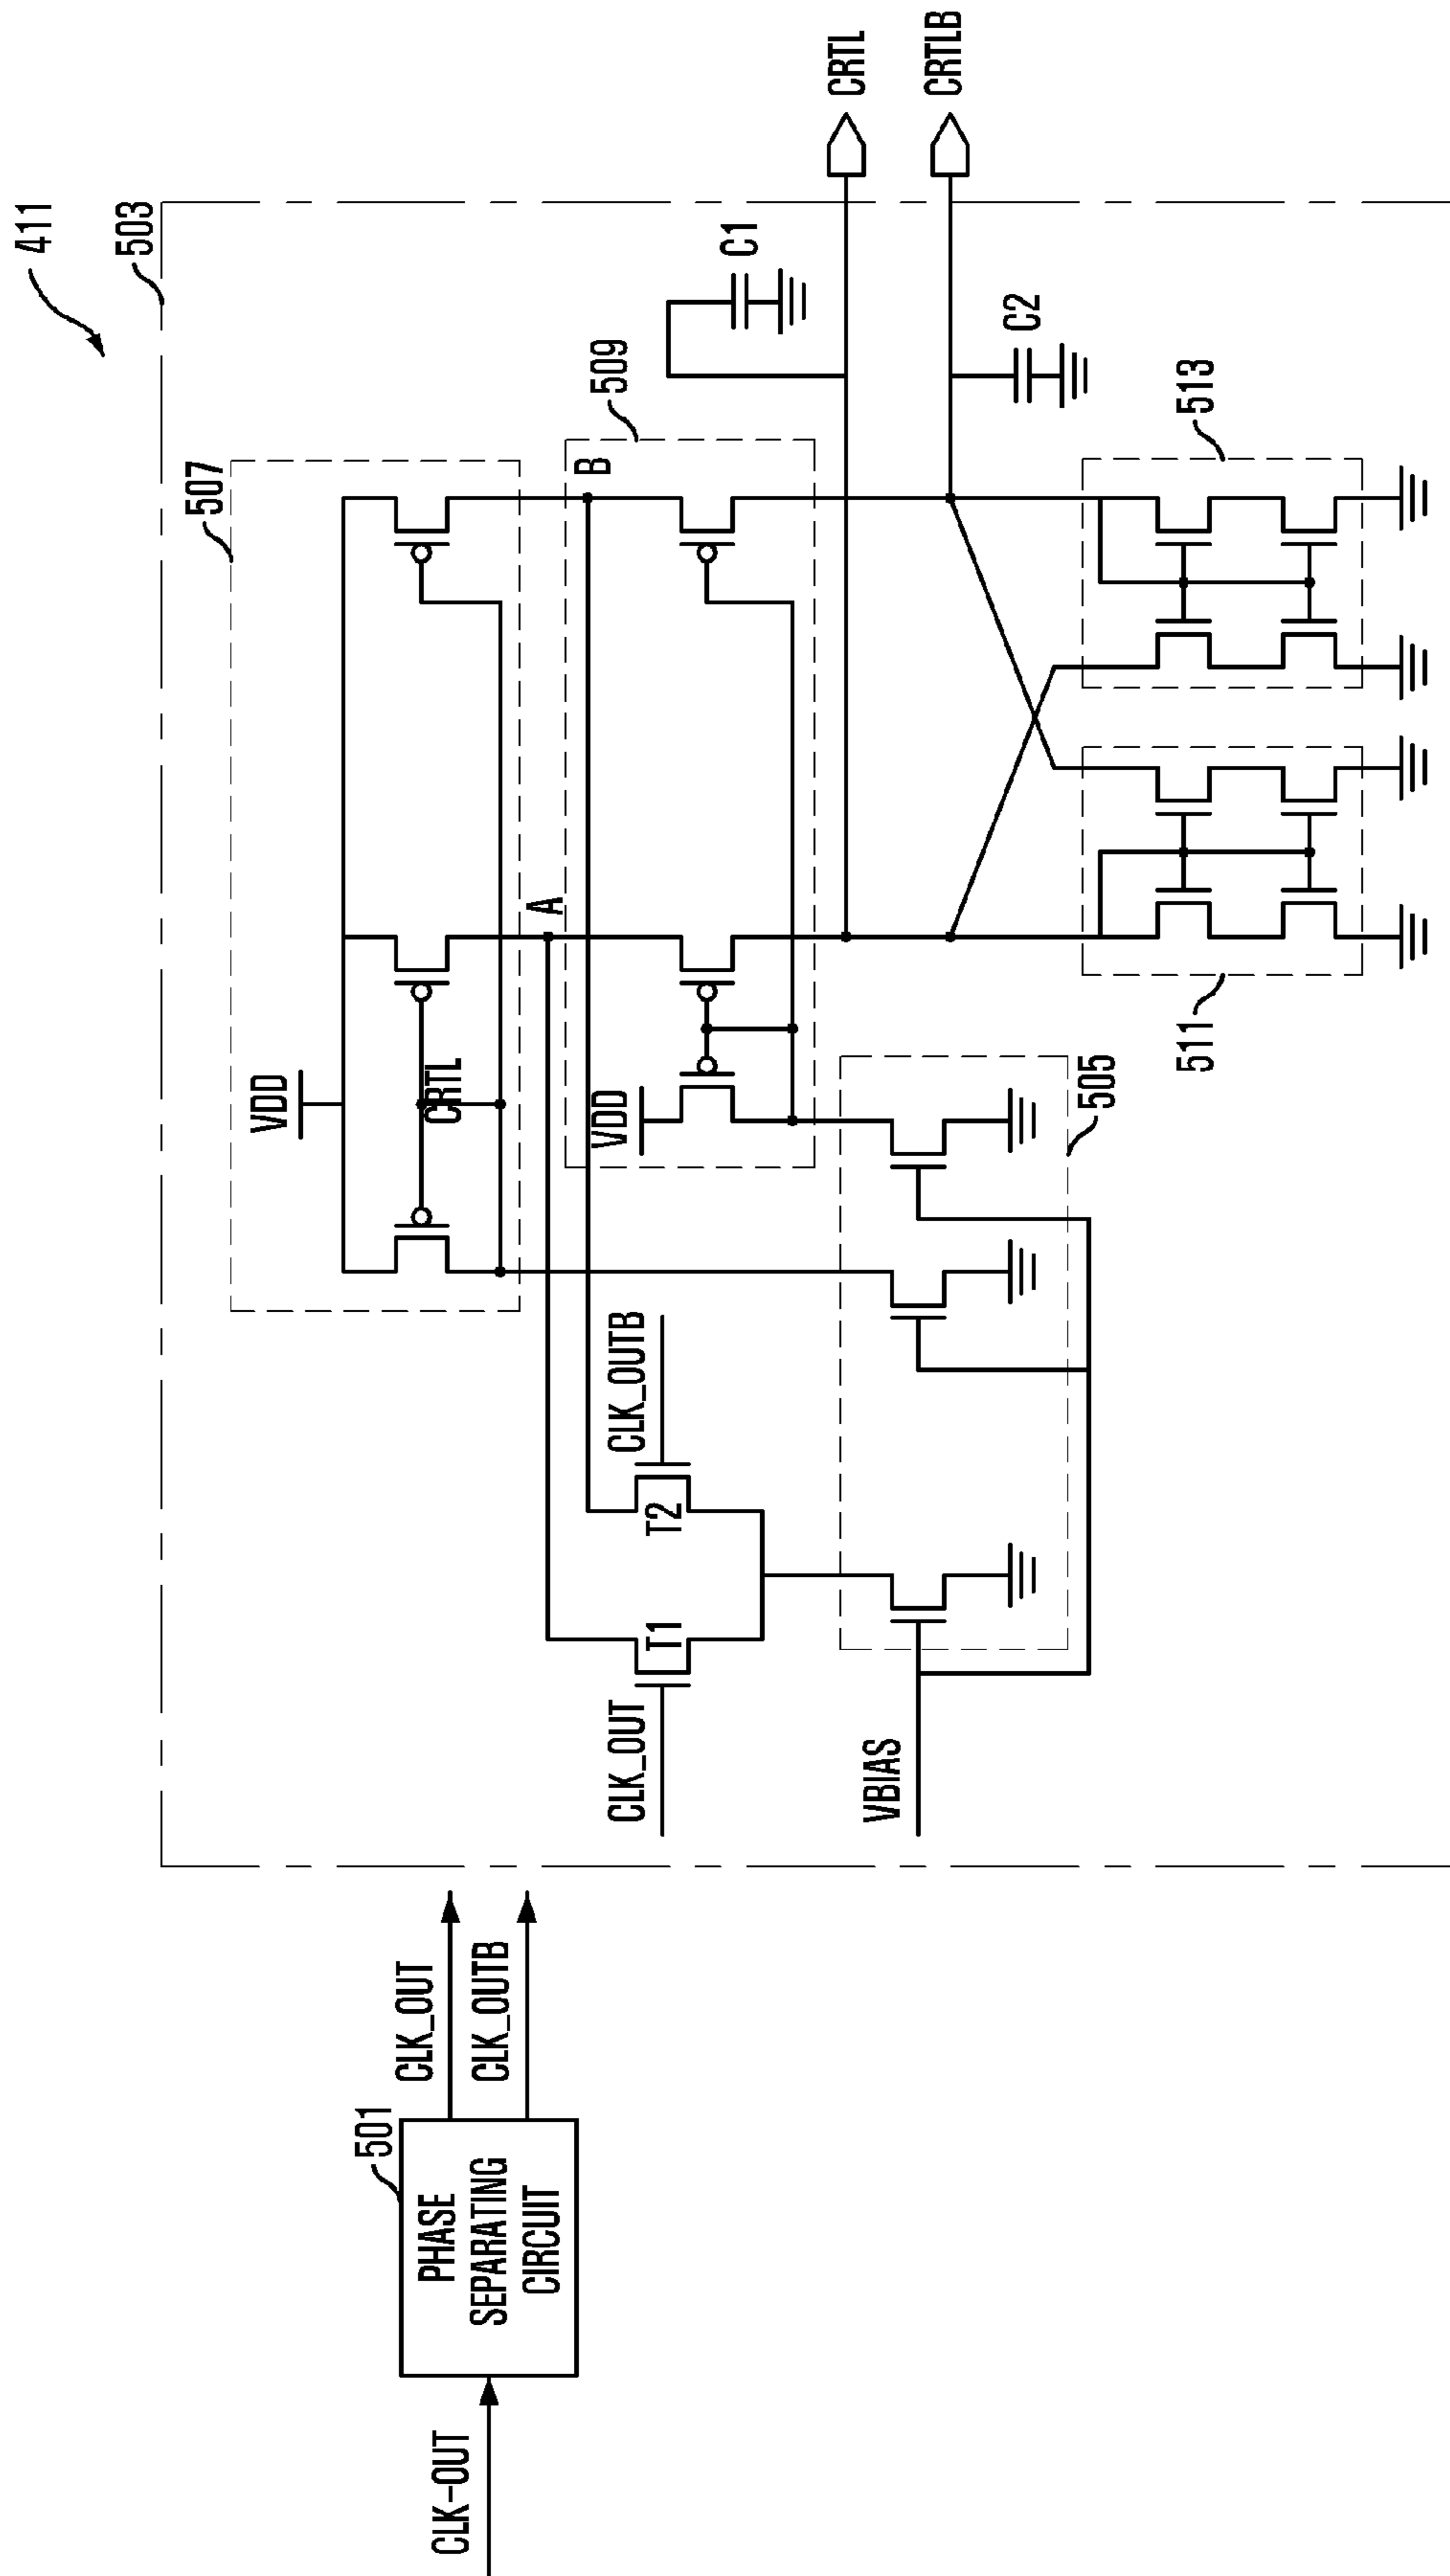 411
503
507
VDD
CRTL
A
509
B
VDD
C1
CRTL
CRTLB
C2
CLK_OUT
T1
T2
CLK_OUTB
VBIAS
505
511
513
501
CLK-OUT
PHASE
SEPARATING
CIRCUIT
CLK_OUT
CLK_OUTB